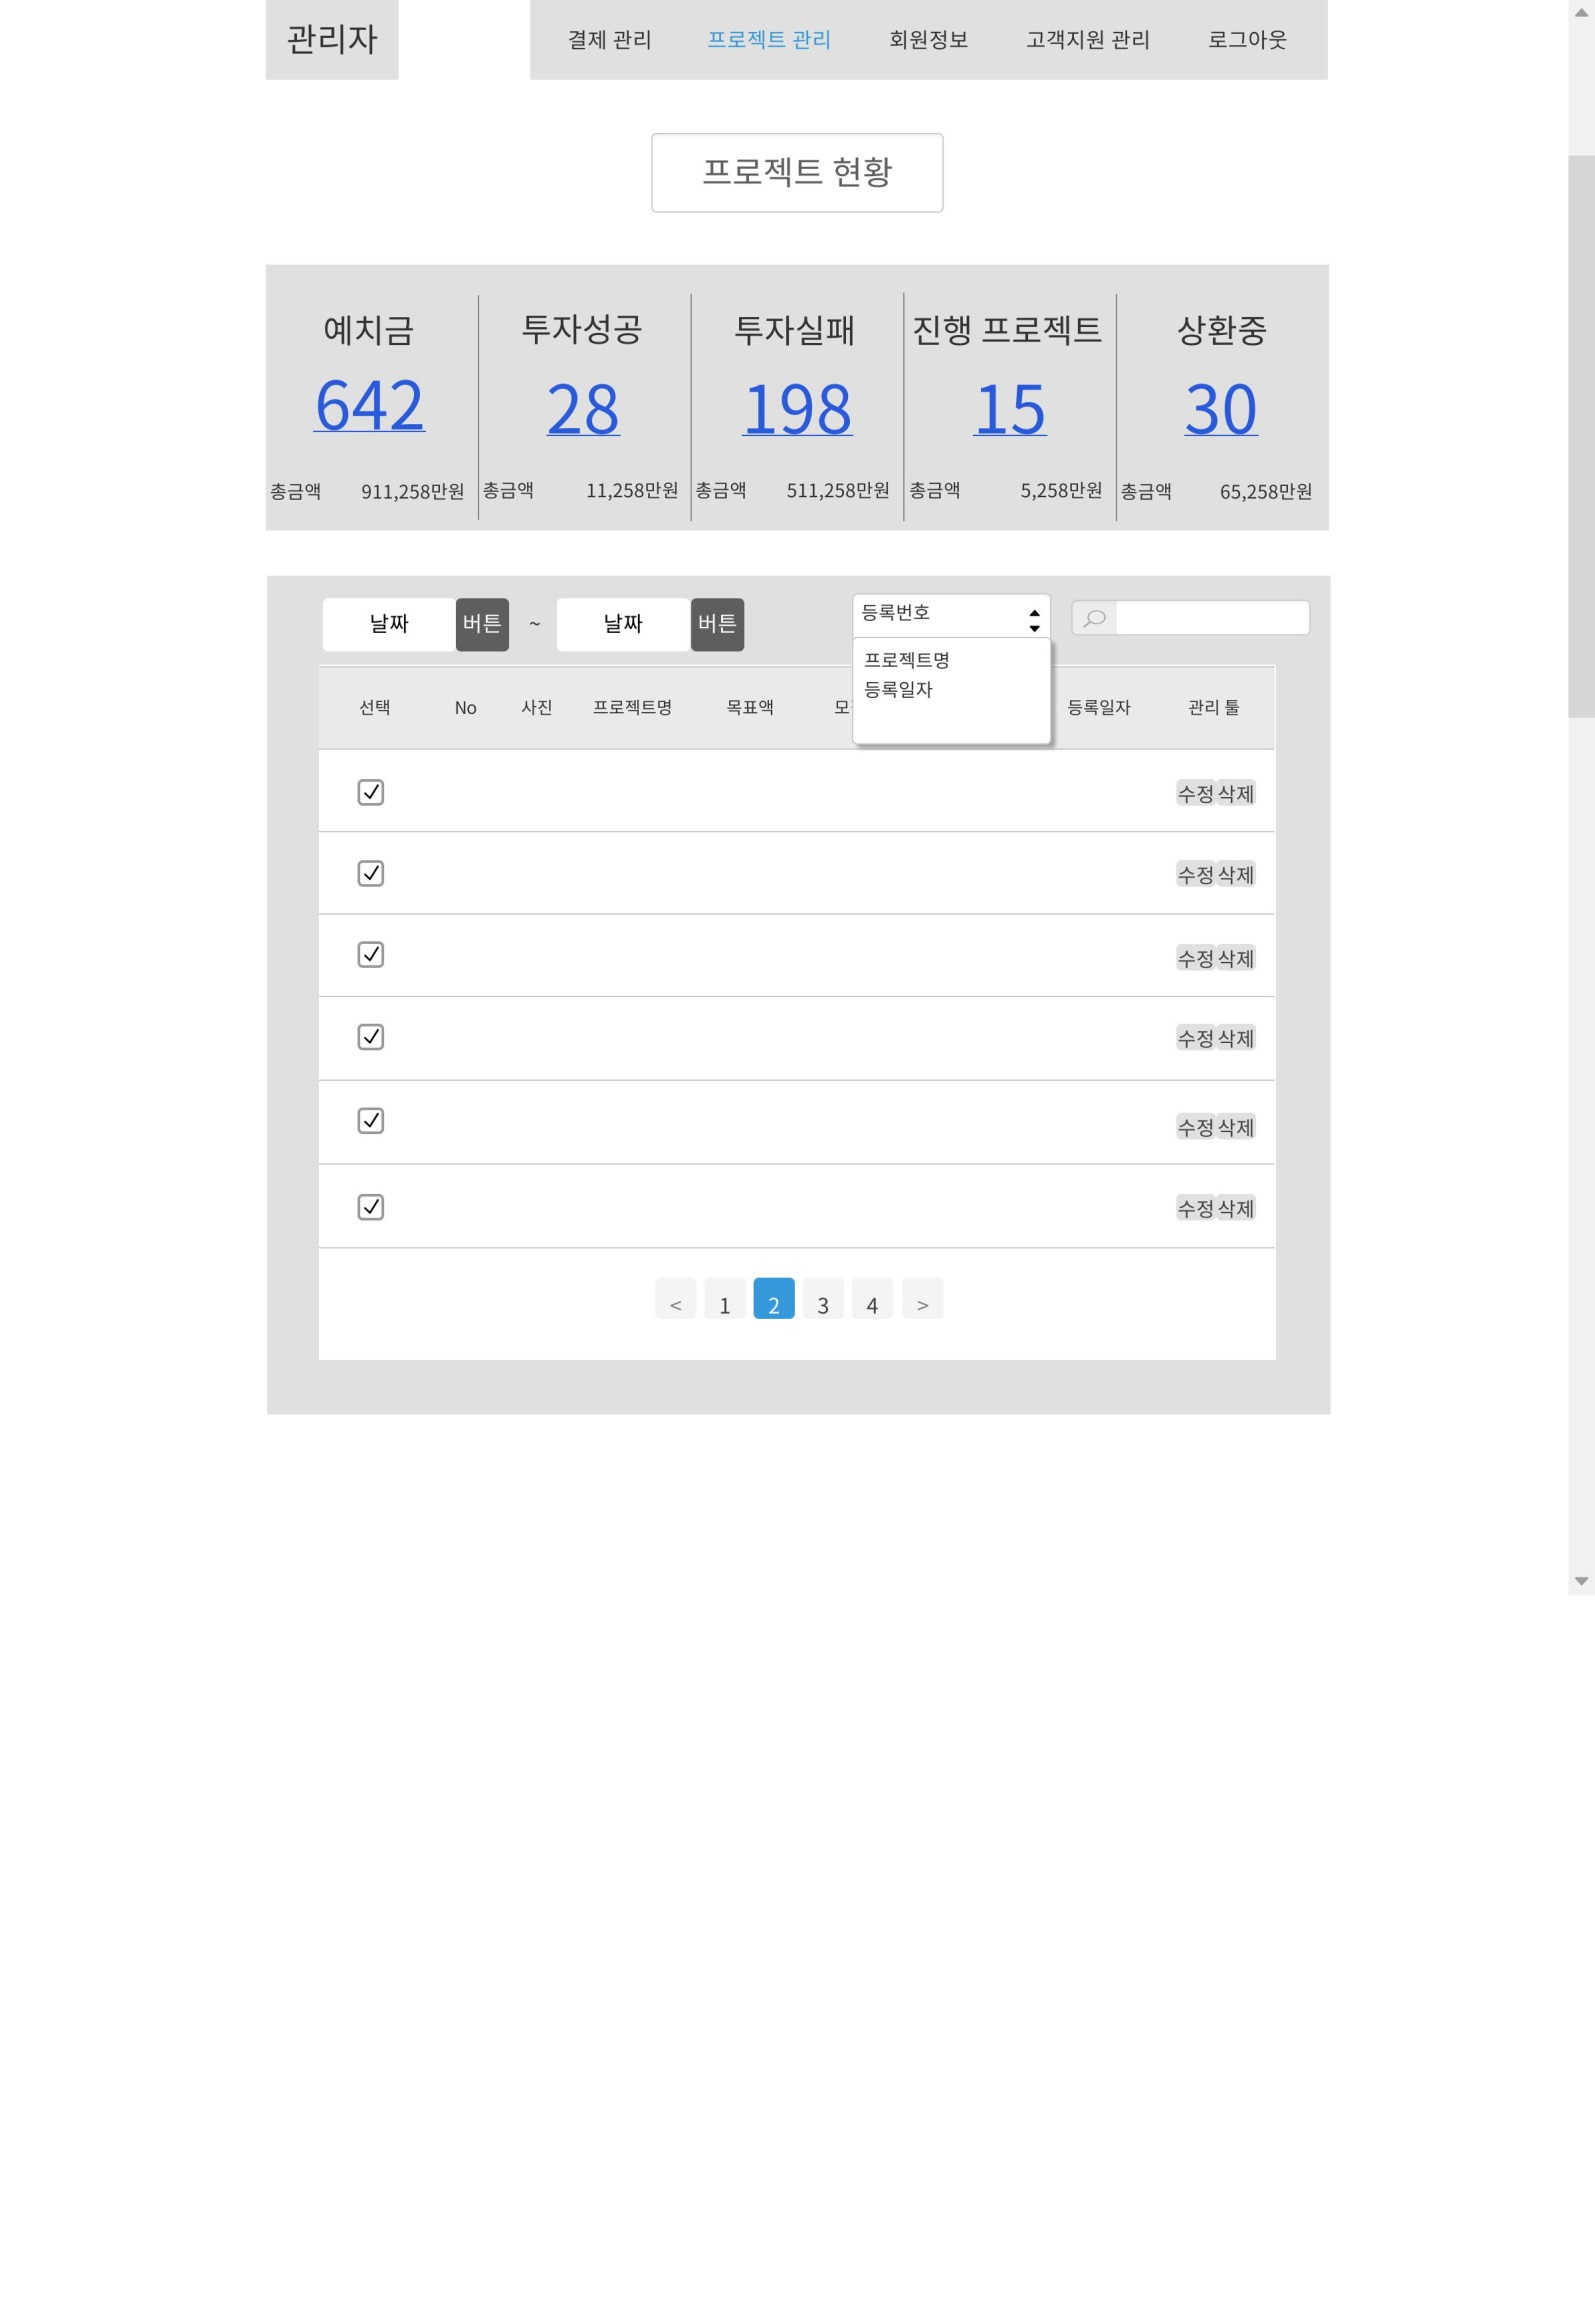 관리자
결제 관리 프로젝트 관리 회원정보 고객지원 관리 로그아웃
프로젝트 현황
예치금 투자성공 투자실패 진행 프로젝트 상환중
642 28 198 15 30
총금액 911,258만원 총금액 11,258만원 총금액 511,258만원 총금액 5,258만원 총금액 65,258만원
날짜 버튼 ~ 날짜 버튼 등록번호
프로젝트명
등록일자
선택 No 사진 프로젝트명 목표액 등록일자 관리 툴
수정 삭제
수정 삭제
수정 삭제
수정 삭제
수정 삭제
수정 삭제
< 1 2 3 4 >